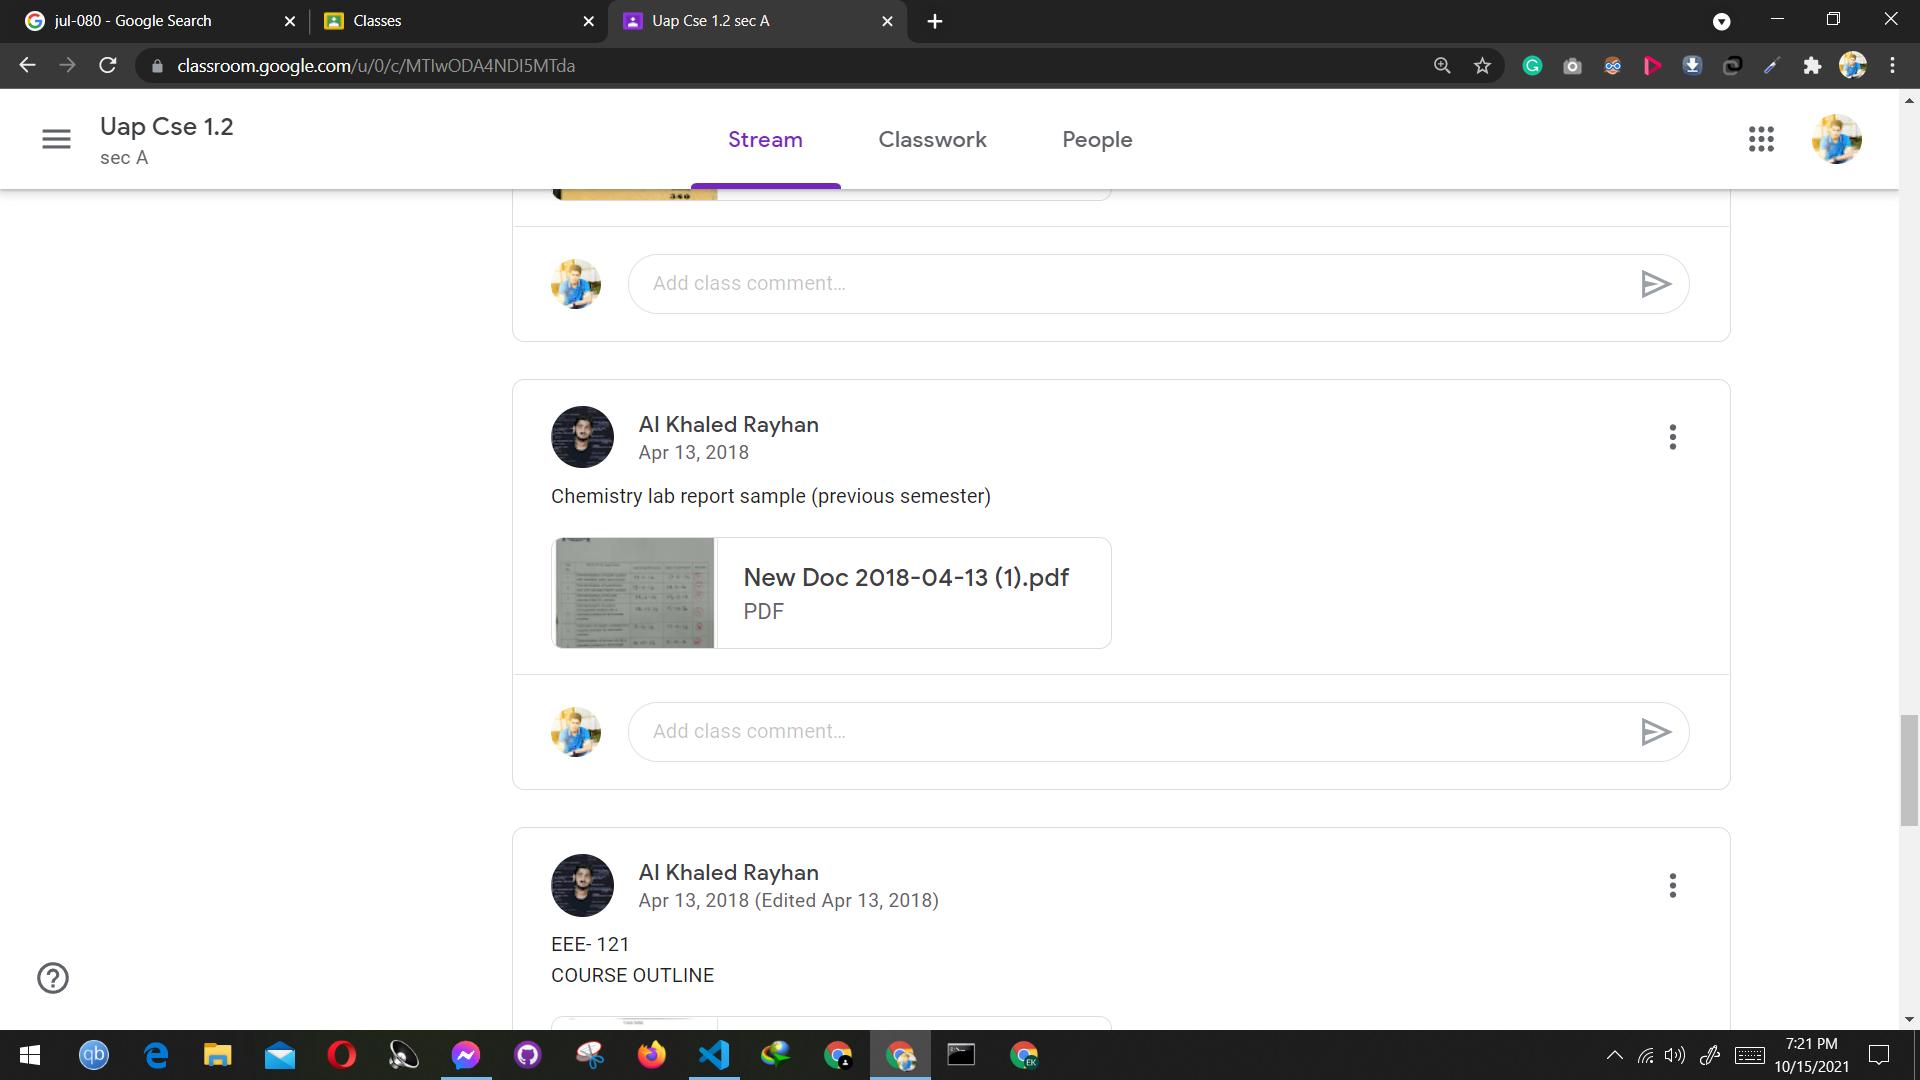 jul-080 - Google Search
Classes
Uap Cse 1.2 sec A
classroom.google.com/u/0/c/MTIwODA4NDI5MTda
Uap Cse 1.2
sec A
Stream
Classwork
People
340
Add class comment...
Al Khaled Rayhan
Apr 13, 2018
Chemistry lab report sample (previous semester)
New Doc 2018-04-13 (1).pdf
PDF
Add class comment...
Al Khaled Rayhan
Apr 13, 2018 (Edited Apr 13, 2018)
EEE- 121
COURSE OUTLINE
qb
EK
7:21 PM
10/15/2021